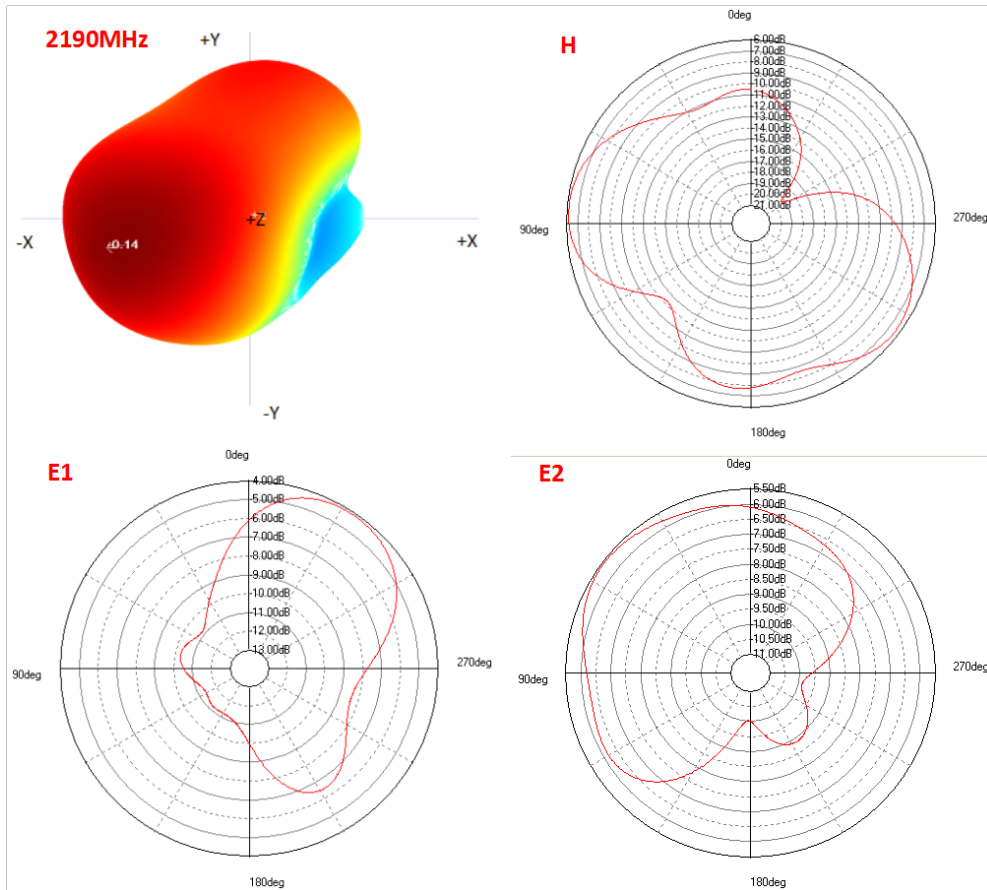 2190MHz
+Y
-X
+Z
+X
0.14
-Y
H
0deg
6.00dB
7.00dB
8.00dB
9.00dB
10.00dB
11.00dB
12.00dB
13.00dB
14.00dB
15.00dB
16.00dB
17.00dB
18.00dB
19.00dB
20.00dB
21.00dB
90deg
270deg
180deg
E1
0deg
4.00dB
5.00dB
6.00dB
7.00dB
8.00dB
9.00dB
10.00dB
11.00dB
12.00dB
13.00dB
90deg
270deg
180deg
E2
0deg
5.50dB
6.00dB
6.50dB
7.00dB
7.50dB
8.00dB
8.50dB
9.00dB
9.50dB
10.00dB
10.50dB
11.00dB
90deg
270deg
180deg